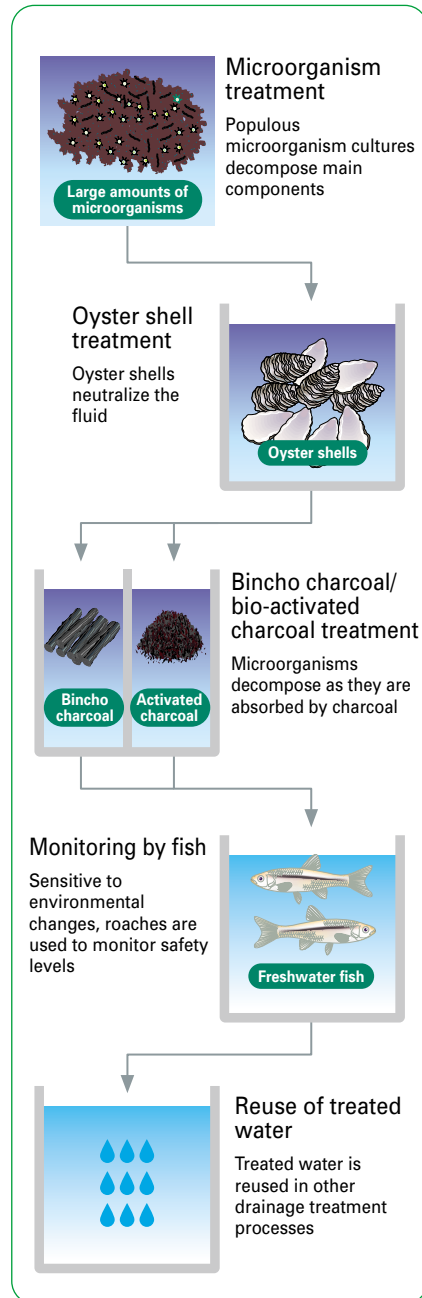 Microorganism
treatment
Populous
microorganism cultures
decompose main
components
Large amounts of
microorganisms
Oyster shell
treatment
Oyster shells
neutralize the
fluid
Oyster shells
Bincho charcoal/
bio-activated
charcoal treatment
Microorganisms
decompose as they are
absorbed by charcoal
Bincho
charcoal
Activated
charcoal
Monitoring by fish
Sensitive to
environmental
changes, roaches are
used to monitor safety
levels
Freshwater fish
Reuse of treated
water
Treated water is
reused in other
drainage treatment
processes